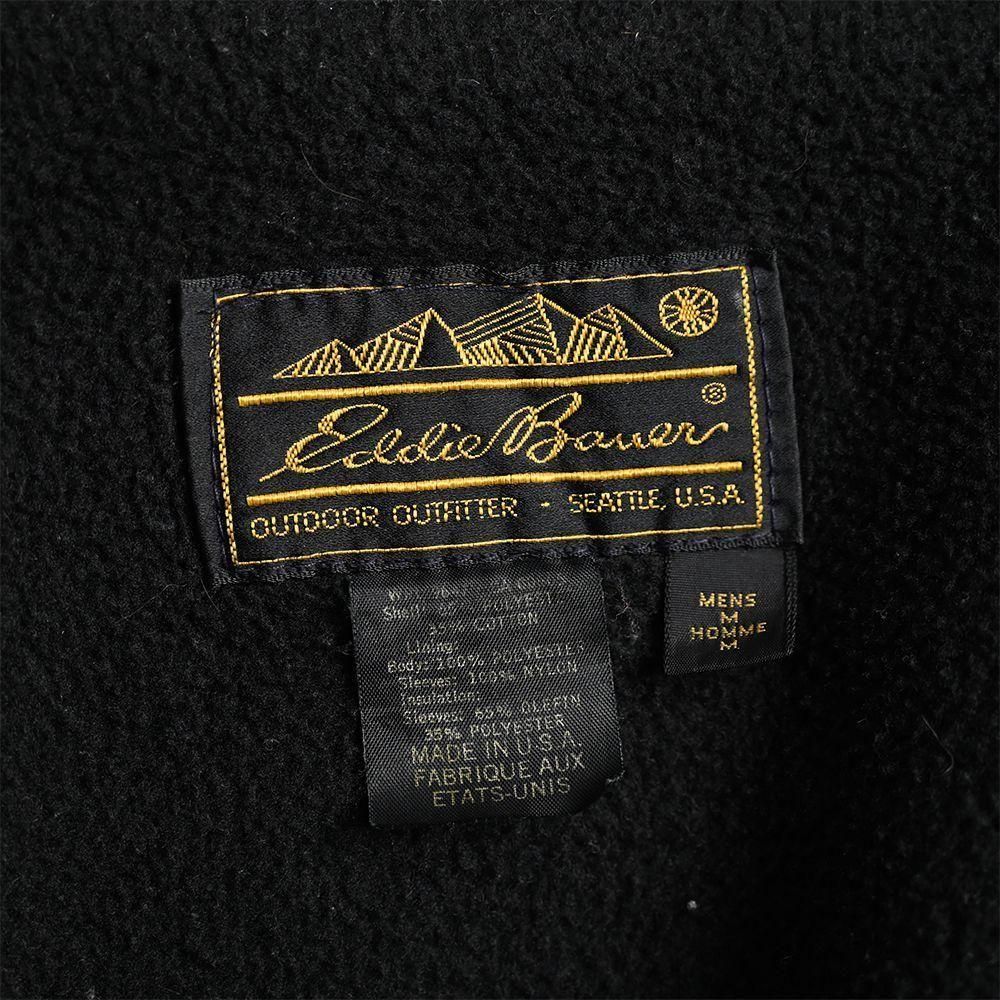 Eddie Bauer ®
OUTDOOR OUTFITTER - SEATTLE, U.S.A.
MENS
M
HOMME
M
Shell:
COTTON
Lining:
Body: 100% POLYESTER
Sleeves: 100% NYLON
Insulation:
Sleeves: 65% OLEFIN
35% POLYESTER
MADE IN U.S.A.
FABRIQUE AUX
ETATS-UNIS